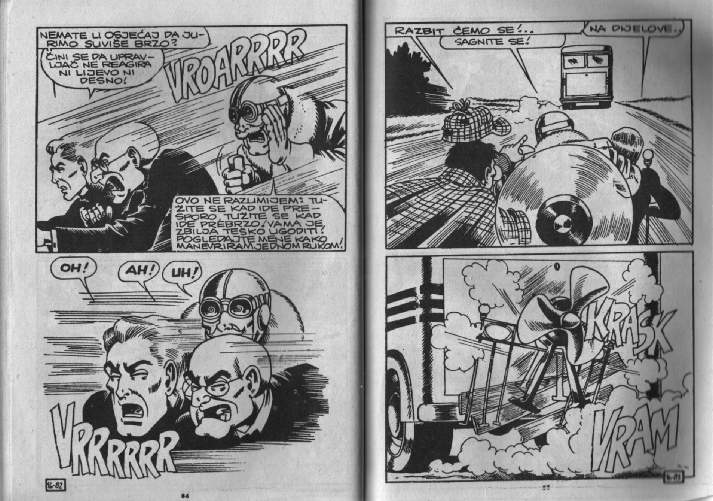 NEMATE LI OSJEĆAJ DA JU-
RIMO SUVIŠE BRZO?
ČINI SE DA UPRAV-
LJAČ NE REAGIRA
NI LIJEVO NI
DESNO!
VROARRRR
OVO NE RAZUMIJEM: TU-
ŽITE SE KAD IDE PRE-
SPORO, TUŽITE SE KAD
IDE PREBRZO! VAMA JE
ZBILJA TEŠKO UGODITI!
POGLEDAJTE MENE KAKO
MANEVRIRAM JEDNOM RUKOM!
OH!
AH!
UH!
VRRRRRR
16-82
84
RAZBIT ĆEMO SE!..
SAGNITE SE!
NA DIJELOVE..
KRASK
VRAM